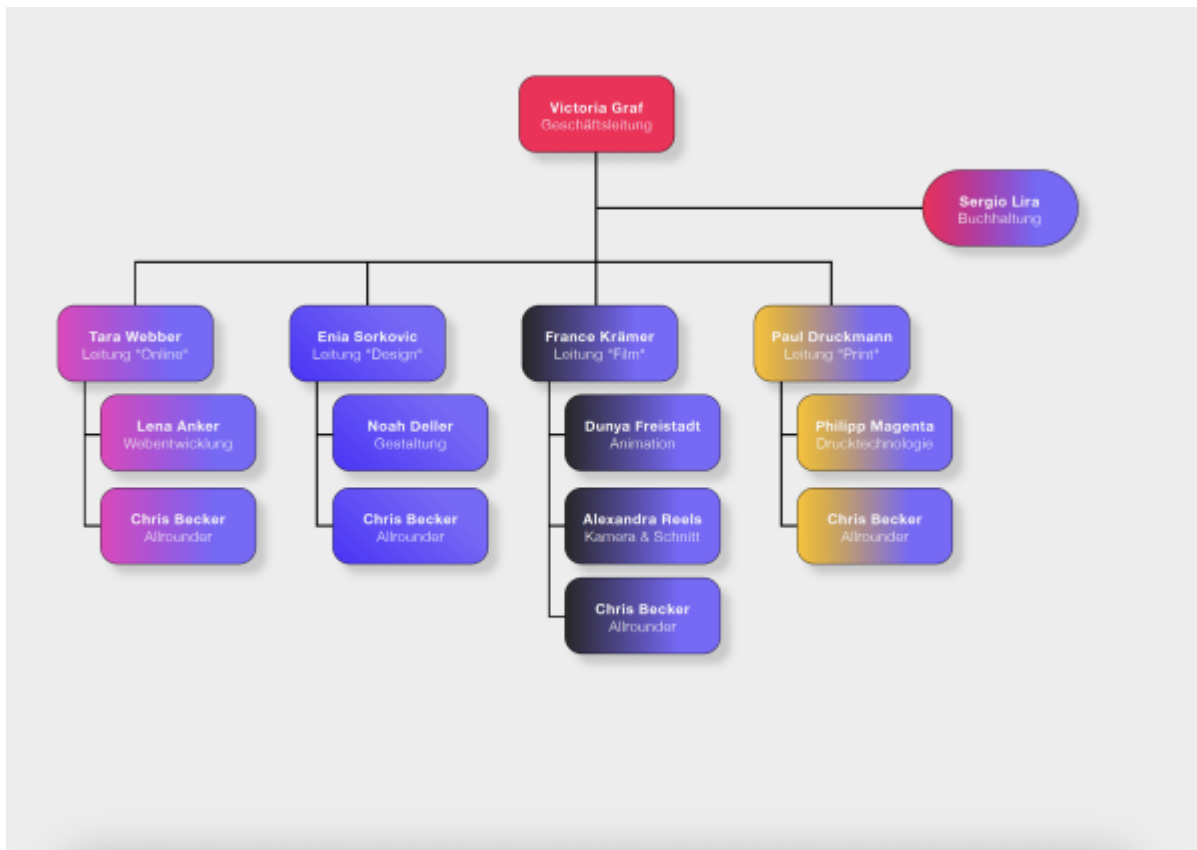 Victoria Graf
Geschäftsleitung
Sergio Lira
Buchhaltung
Tara Webber
Leitung "Online"
Enia Sorkovic
Leitung "Design"
France Krämer
Leitung "Film"
Paul Druckmann
Leitung "Print"
Lena Anker
Webentwicklung
Noah Deller
Gestaltung
Dunya Freistadt
Animation
Philipp Magenta
Drucktechnologie
Chris Becker
Allrounder
Chris Becker
Allrounder
Alexandra Reels
Kamera & Schnitt
Chris Becker
Allrounder
Chris Becker
Allrounder